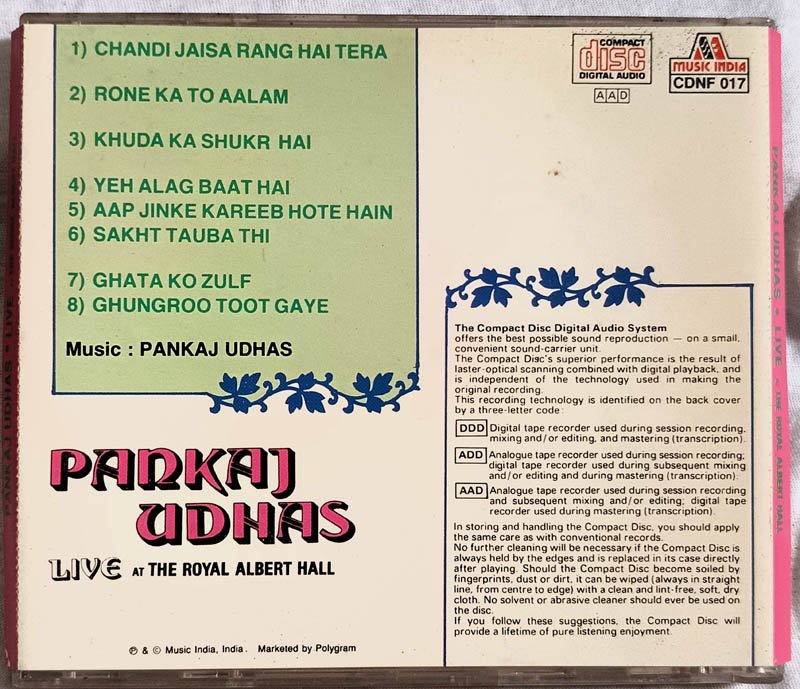 1) CHANDI JAISA RANG HAI TERA
2) RONE KA TO AALAM
3) KHUDA KA SHUKR HAI
4) YEH ALAG BAAT HAI
5) AAP JINKE KAREEB HOTE HAIN
6) SAKHT TAUBA THI
7) GHATA KO ZULF
8) GHUNGROO TOOT GAYE
Music : PANKAJ UDHAS
PANKAJ
UDHAS
LIVE AT THE ROYAL ALBERT HALL
℗ & © Music India, India. Marketed by Polygram
COMPACT
disc
DIGITAL AUDIO
AAD
MUSIC INDIA
CDNF 017
The Compact Disc Digital Audio System
offers the best possible sound reproduction — on a small,
convenient sound-carrier unit.
The Compact Disc's superior performance is the result of
laster-optical scanning combined with digital playback, and
is independent of the technology used in making the
original recording.
This recording technology is identified on the back cover
by a three-letter code:
DDD Digital tape recorder used during session recording,
mixing and/or editing, and mastering (transcription).
ADD Analogue tape recorder used during session recording;
digital tape recorder used during subsequent mixing
and/or editing and during mastering (transcription).
AAD Analogue tape recorder used during session recording
and subsequent mixing and/or editing; digital tape
recorder used during mastering (transcription).
In storing and handling the Compact Disc, you should apply
the same care as with conventional records.
No further cleaning will be necessary if the Compact Disc is
always held by the edges and is replaced in its case directly
after playing. Should the Compact Disc become soiled by
fingerprints, dust or dirt, it can be wiped (always in straight
line, from centre to edge) with a clean and lint-free, soft, dry
cloth. No solvent or abrasive cleaner should ever be used on
the disc.
If you follow these suggestions, the Compact Disc will
provide a lifetime of pure listening enjoyment.
PANKAJ UDHAS • LIVE
PANKAJ UDHAS • LIVE THE ROYAL ALBERT HALL